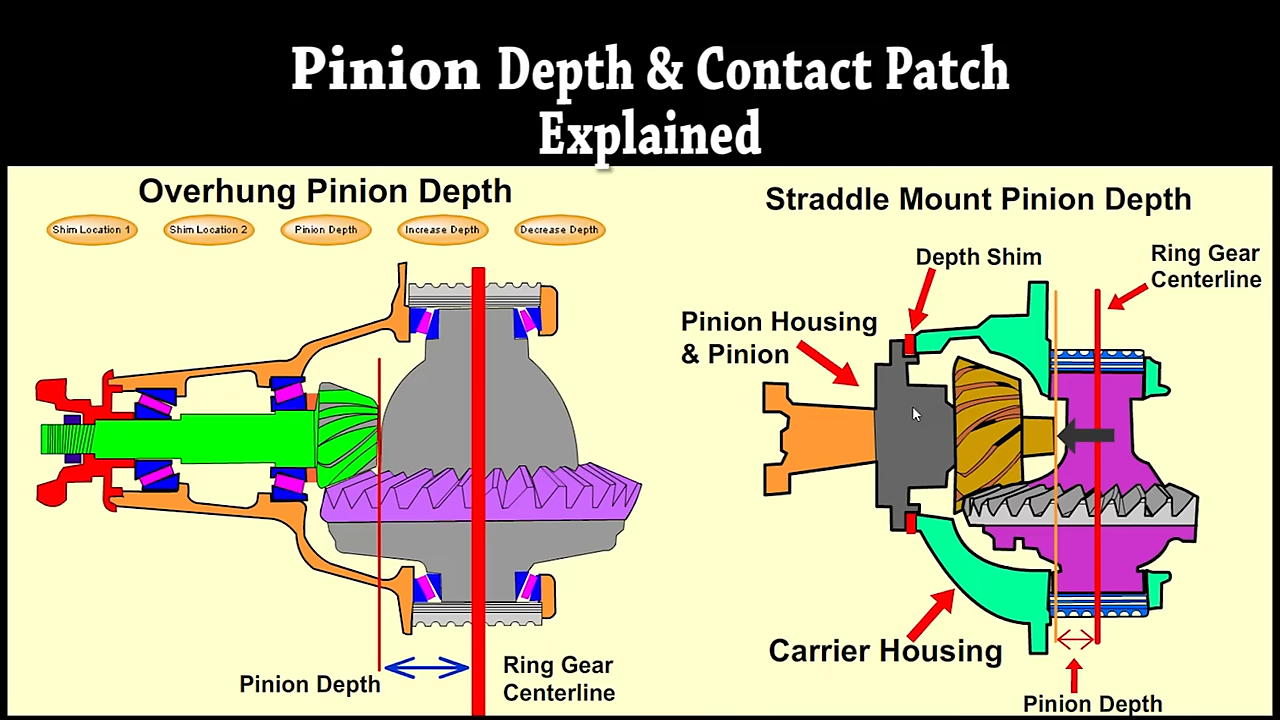 Pinion Depth & Contact Patch
Explained
Overhung Pinion Depth
Shim Location 1
Shim Location 2
Pinion Depth
Increase Depth
Decrease Depth
Pinion Depth
Ring Gear
Centerline
Straddle Mount Pinion Depth
Depth Shim
Ring Gear
Centerline
Pinion Housing
& Pinion
Carrier Housing
Pinion Depth